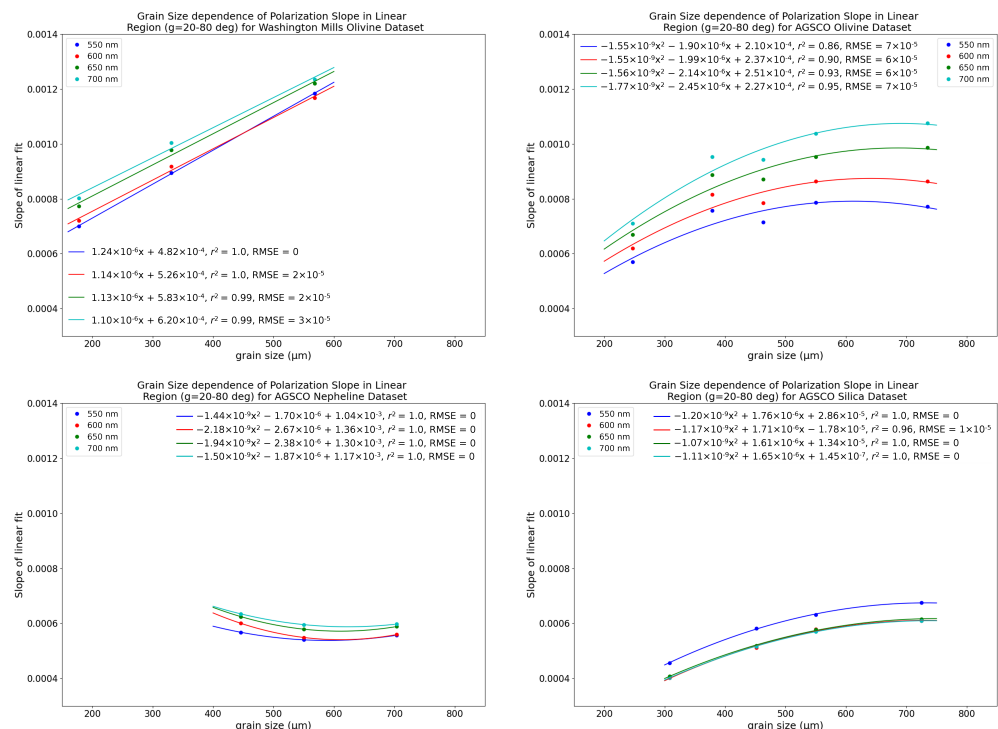 Grain Size dependence of Polarization Slope in Linear
Region (g=20-80 deg) for Washington Mills Olivine Dataset
0.0014
0.0012
0.0010
0.0008
0.0006
0.0004
Slope of linear fit
550 nm
600 nm
650 nm
700 nm
1.24×10⁻⁶x + 4.82×10⁻⁴, r² = 1.0, RMSE = 0
1.14×10⁻⁶x + 5.26×10⁻⁴, r² = 1.0, RMSE = 2×10⁻⁵
1.13×10⁻⁶x + 5.83×10⁻⁴, r² = 0.99, RMSE = 2×10⁻⁵
1.10×10⁻⁶x + 6.20×10⁻⁴, r² = 0.99, RMSE = 3×10⁻⁵
200 300 400 500 600 700 800
grain size (μm)
Grain Size dependence of Polarization Slope in Linear
Region (g=20-80 deg) for AGSCO Olivine Dataset
0.0014
0.0012
0.0010
0.0008
0.0006
0.0004
Slope of linear fit
−1.55×10⁻⁹x² − 1.90×10⁻⁶x + 2.10×10⁻⁴, r² = 0.86, RMSE = 7×10⁻⁵
−1.55×10⁻⁹x² − 1.99×10⁻⁶x + 2.37×10⁻⁴, r² = 0.90, RMSE = 6×10⁻⁵
−1.56×10⁻⁹x² − 2.14×10⁻⁶x + 2.51×10⁻⁴, r² = 0.93, RMSE = 6×10⁻⁵
−1.77×10⁻⁹x² − 2.45×10⁻⁶x + 2.27×10⁻⁴, r² = 0.95, RMSE = 7×10⁻⁵
550 nm
600 nm
650 nm
700 nm
200 300 400 500 600 700 800
grain size (μm)
Grain Size dependence of Polarization Slope in Linear
Region (g=20-80 deg) for AGSCO Nepheline Dataset
0.0014
0.0012
0.0010
0.0008
0.0006
0.0004
Slope of linear fit
550 nm
600 nm
650 nm
700 nm
−1.44×10⁻⁹x² − 1.70×10⁻⁶ + 1.04×10⁻³, r² = 1.0, RMSE = 0
−2.18×10⁻⁹x² − 2.67×10⁻⁶ + 1.36×10⁻³, r² = 1.0, RMSE = 0
−1.94×10⁻⁹x² − 2.38×10⁻⁶ + 1.30×10⁻³, r² = 1.0, RMSE = 0
−1.50×10⁻⁹x² − 1.87×10⁻⁶ + 1.17×10⁻³, r² = 1.0, RMSE = 0
200 300 400 500 600 700 800
grain size (μm)
Grain Size dependence of Polarization Slope in Linear
Region (g=20-80 deg) for AGSCO Silica Dataset
0.0014
0.0012
0.0010
0.0008
0.0006
0.0004
Slope of linear fit
550 nm
600 nm
650 nm
700 nm
−1.20×10⁻⁹x² + 1.76×10⁻⁶x + 2.86×10⁻⁵, r² = 1.0, RMSE = 0
−1.17×10⁻⁹x² + 1.71×10⁻⁶x − 1.78×10⁻⁵, r² = 0.96, RMSE = 1×10⁻⁵
−1.07×10⁻⁹x² + 1.61×10⁻⁶x + 1.34×10⁻⁵, r² = 1.0, RMSE = 0
−1.11×10⁻⁹x² + 1.65×10⁻⁶x + 1.45×10⁻⁷, r² = 1.0, RMSE = 0
200 300 400 500 600 700 800
grain size (μm)